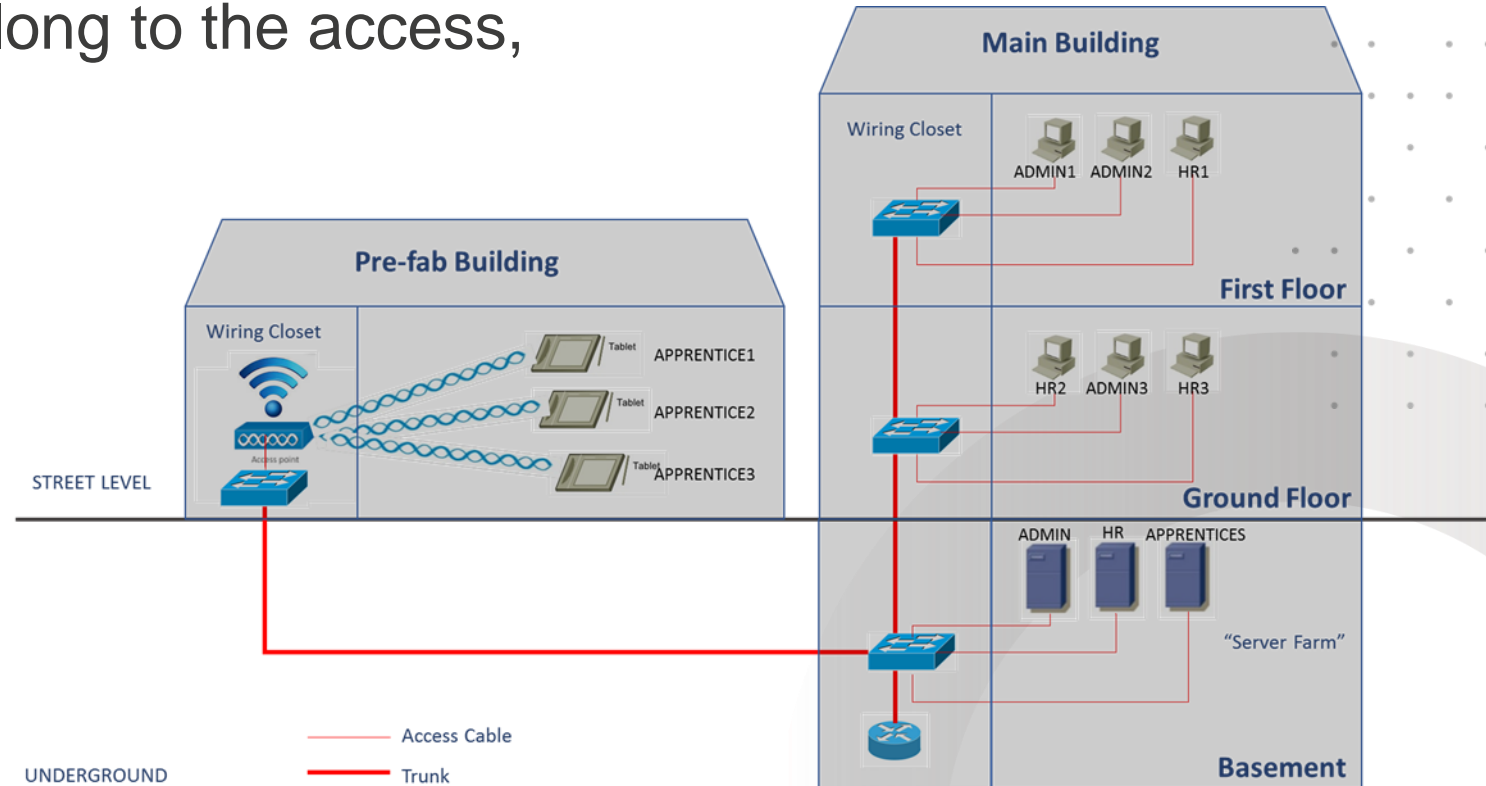 long to the access,
Main Building
Wiring Closet
ADMIN1 ADMIN2 HR1
First Floor
Pre-fab Building
Wiring Closet
Tablet APPRENTICE1
Tablet APPRENTICE2
Tablet APPRENTICE3
Access point
STREET LEVEL
HR2 ADMIN3 HR3
Ground Floor
ADMIN HR APPRENTICES
“Server Farm”
Basement
Access Cable
Trunk
UNDERGROUND